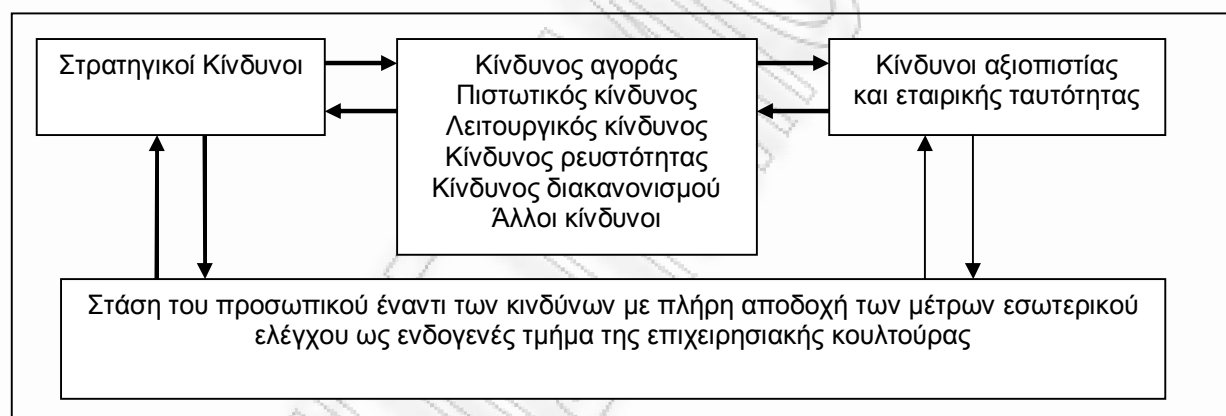 Στρατηγικοί Κίνδυνοι
Κίνδυνος αγοράς
Πιστωτικός κίνδυνος
Λειτουργικός κίνδυνος
Κίνδυνος ρευστότητας
Κίνδυνος διακανονισμού
Άλλοι κίνδυνοι
Κίνδυνοι αξιοπιστίας
και εταιρικής ταυτότητας
Στάση του προσωπικού έναντι των κινδύνων με πλήρη αποδοχή των μέτρων εσωτερικού
ελέγχου ως ενδογενές τμήμα της επιχειρησιακής κουλτούρας